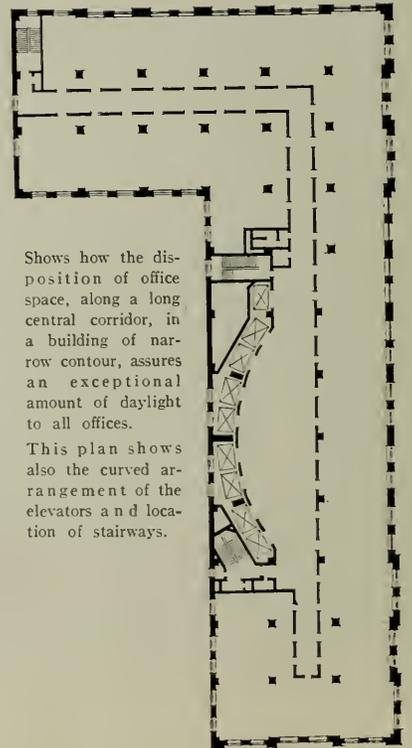 Shows how the dis-
position of office
space, along a long
central corridor, in
a building of nar-
row contour, assures
an exceptional
amount of daylight
to all offices.
This plan shows
also the curved ar-
rangement of the
elevators and loca-
tion of stairways.